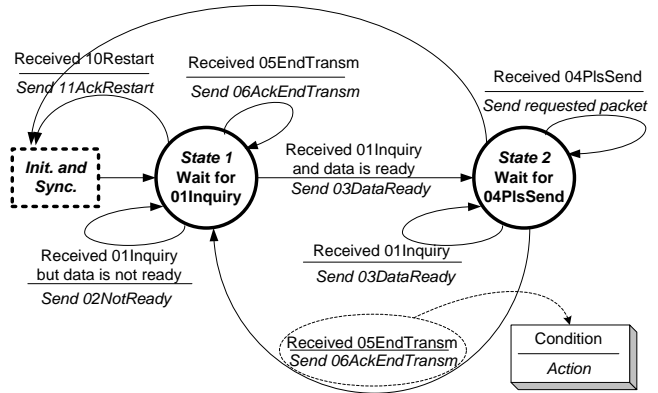 Received 10Restart
Send 11AckRestart
Received 05EndTransm
Send 06AckEndTransm
Received 04PlsSend
Send requested packet
Init. and
Sync.
State 1
Wait for
01Inquiry
Received 01Inquiry
and data is ready
Send 03DataReady
State 2
Wait for
04PlsSend
Received 01Inquiry
but data is not ready
Send 02NotReady
Received 01Inquiry
Send 03DataReady
Received 05EndTransm
Send 06AckEndTransm
Condition
Action